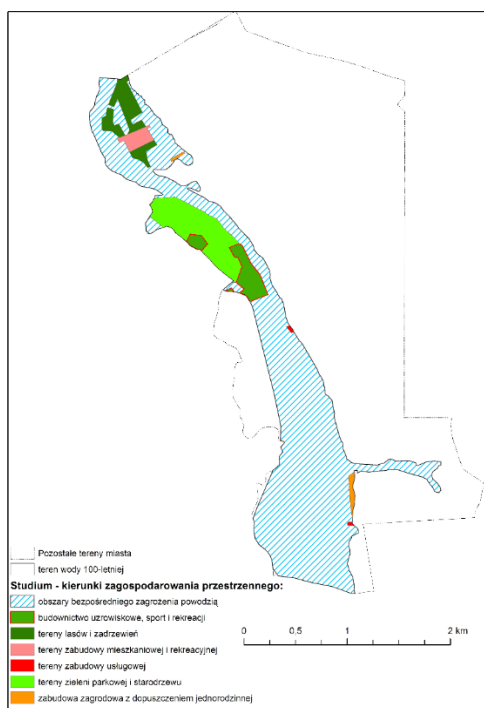 Pozostałe tereny miasta
teren wody 100-letniej
Studium - kierunki zagospodarowania przestrzennego:
obszary bezpośredniego zagrożenia powodzią
budownictwo uzrowiskowe, sport i rekreacji
tereny lasów i zadrzewień
tereny zabudowy mieszkaniowej i rekreacyjnej
tereny zabudowy usługowej
tereny zieleni parkowej i starodrzewu
zabudowa zagrodowa z dopuszczeniem jednorodzinnej
0 0,5 1 2 km